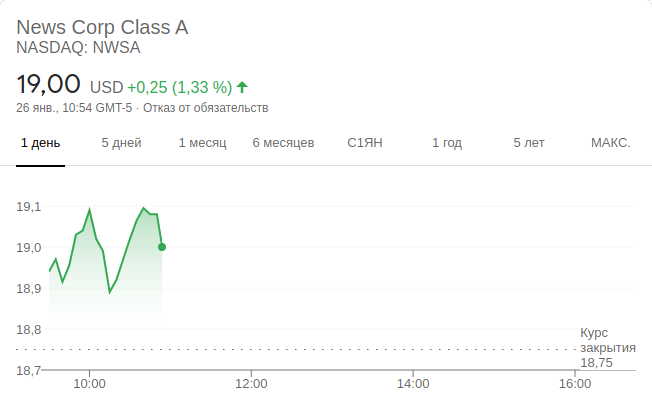 News Corp Class A
NASDAQ: NWSA
19,00 USD +0,25 (1,33 %)
26 янв., 10:54 GMT-5 · Отказ от обязательств
1 день 5 дней 1 месяц 6 месяцев С1ЯН 1 год 5 лет МАКС.
19,1
19,0
18,9
18,8
Курс
закрытия
18,75
18,7
10:00 12:00 14:00 16:00